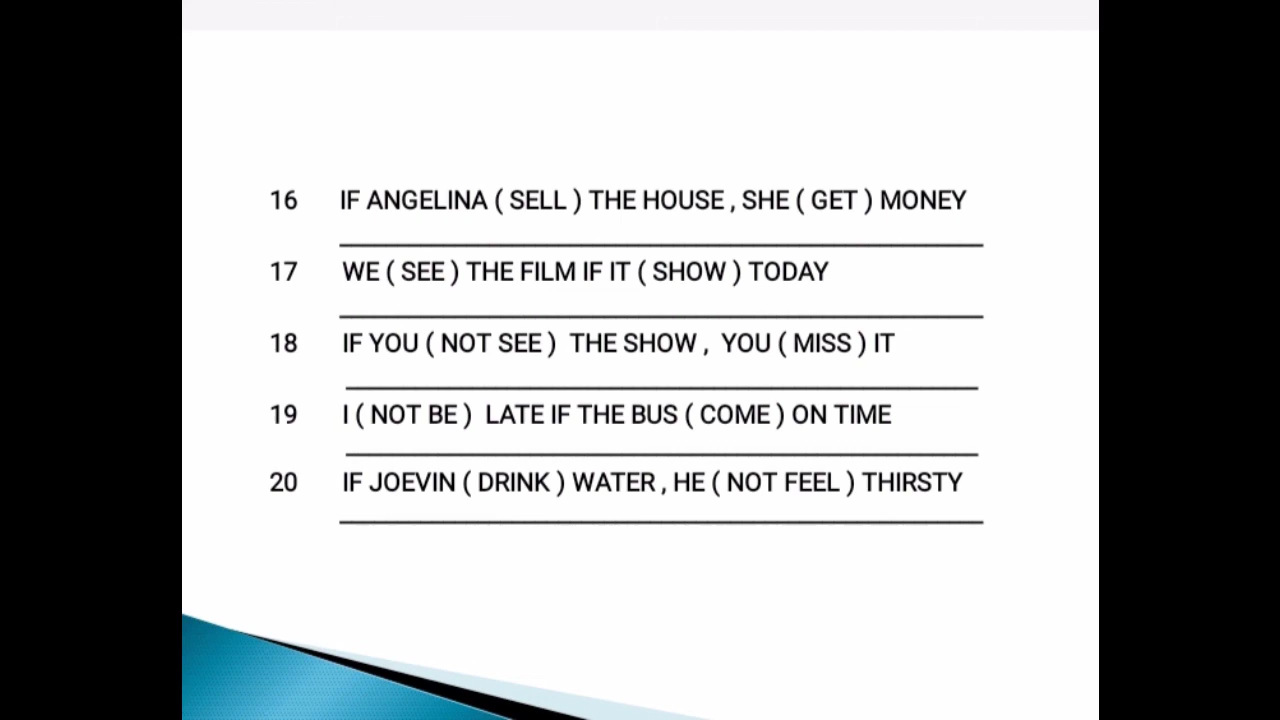 16 IF ANGELINA ( SELL ) THE HOUSE , SHE ( GET ) MONEY
17 WE ( SEE ) THE FILM IF IT ( SHOW ) TODAY
18 IF YOU ( NOT SEE ) THE SHOW , YOU ( MISS ) IT
19 I ( NOT BE ) LATE IF THE BUS ( COME ) ON TIME
20 IF JOEVIN ( DRINK ) WATER , HE ( NOT FEEL ) THIRSTY